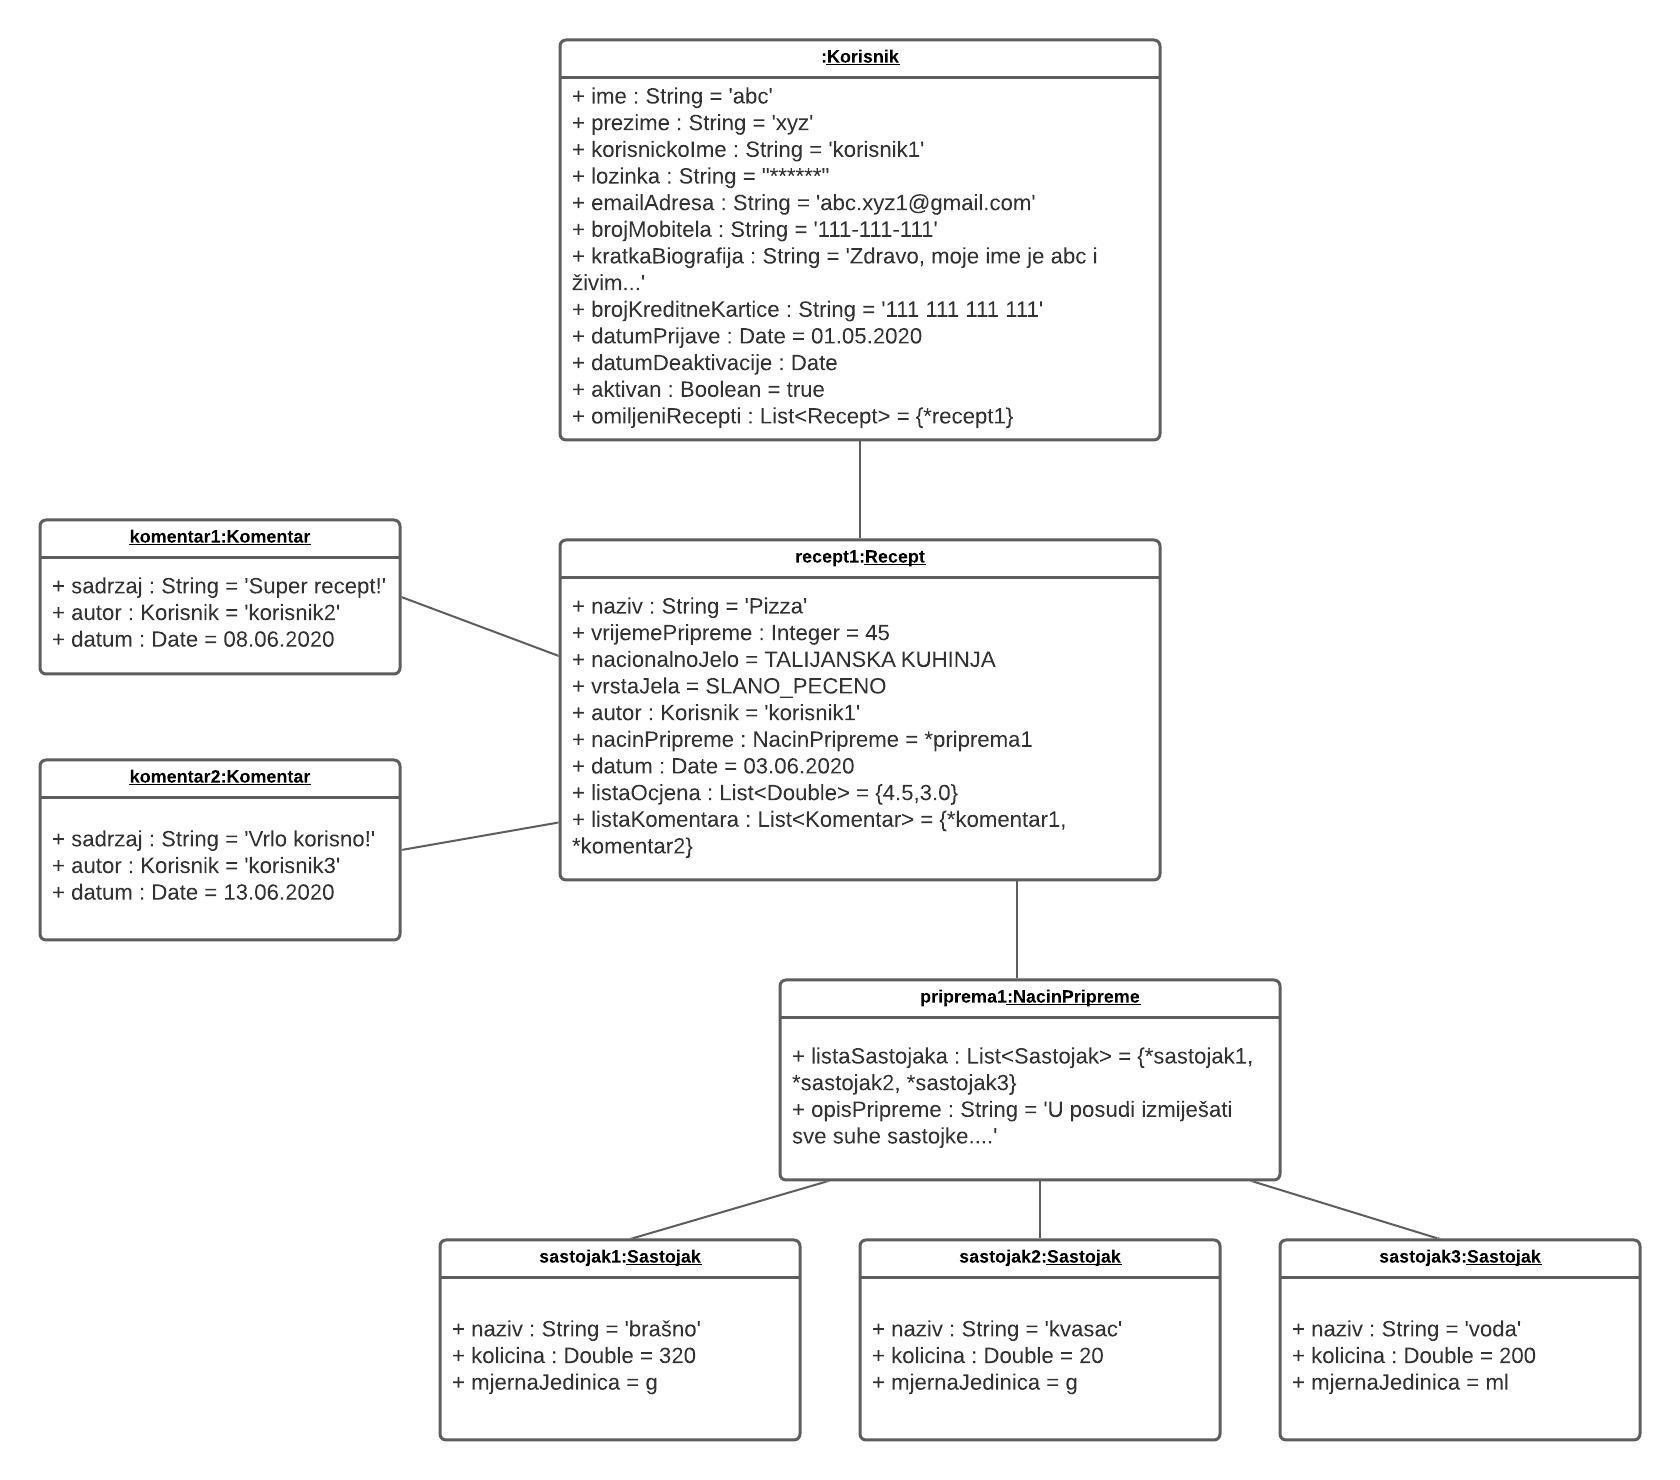 :Korisnik
+ ime : String = 'abc'
+ prezime : String = 'xyz'
+ korisnickoIme : String = 'korisnik1'
+ lozinka : String = "******"
+ emailAdresa : String = 'abc.xyz1@gmail.com'
+ brojMobitela : String = '111-111-111'
+ kratkaBiografija : String = 'Zdravo, moje ime je abc i
živim...'
+ brojKreditneKartice : String = '111 111 111 111'
+ datumPrijave : Date = 01.05.2020
+ datumDeaktivacije : Date
+ aktivan : Boolean = true
+ omiljeniRecepti : List<Recept> = {*recept1}
komentar1:Komentar
+ sadrzaj : String = 'Super recept!'
+ autor : Korisnik = 'korisnik2'
+ datum : Date = 08.06.2020
recept1:Recept
+ naziv : String = 'Pizza'
+ vrijemePripreme : Integer = 45
+ nacionalnoJelo = TALIJANSKA KUHINJA
+ vrstaJela = SLANO_PECENO
+ autor : Korisnik = 'korisnik1'
+ nacinPripreme : NacinPripreme = *priprema1
+ datum : Date = 03.06.2020
+ listaOcjena : List<Double> = {4.5,3.0}
+ listaKomentara : List<Komentar> = {*komentar1,
*komentar2}
komentar2:Komentar
+ sadrzaj : String = 'Vrlo korisno!'
+ autor : Korisnik = 'korisnik3'
+ datum : Date = 13.06.2020
priprema1:NacinPripreme
+ listaSastojaka : List<Sastojak> = {*sastojak1,
*sastojak2, *sastojak3}
+ opisPripreme : String = 'U posudi izmiješati
sve suhe sastojke....'
sastojak1:Sastojak
+ naziv : String = 'brašno'
+ kolicina : Double = 320
+ mjernaJedinica = g
sastojak2:Sastojak
+ naziv : String = 'kvasac'
+ kolicina : Double = 20
+ mjernaJedinica = g
sastojak3:Sastojak
+ naziv : String = 'voda'
+ kolicina : Double = 200
+ mjernaJedinica = ml